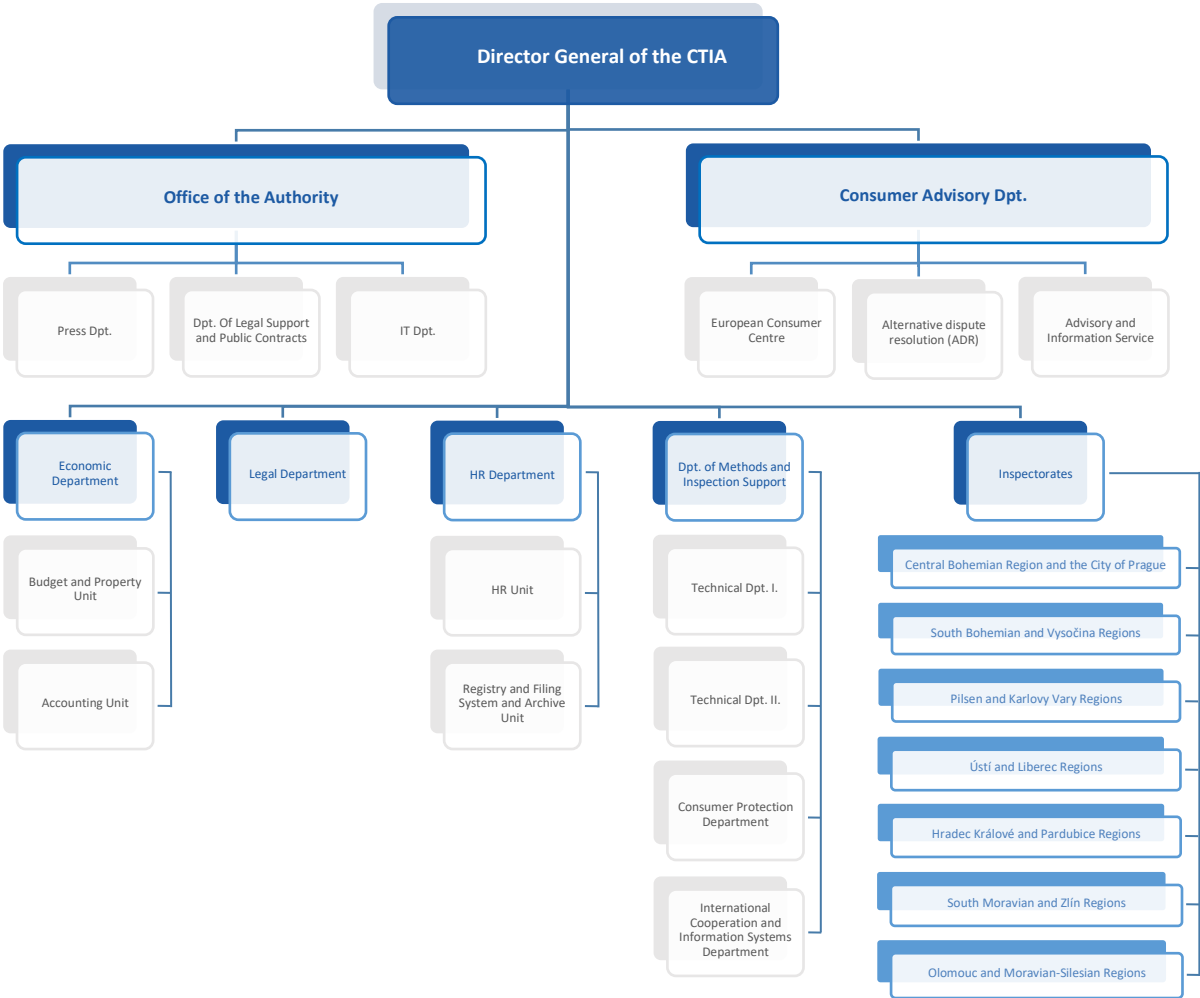 Director General of the CTIA
Office of the Authority
Consumer Advisory Dpt.
Press Dpt.
Dpt. Of Legal Support
and Public Contracts
IT Dpt.
European Consumer
Centre
Alternative dispute
resolution (ADR)
Advisory and
Information Service
Economic
Department
Legal Department
HR Department
Dpt. of Methods and
Inspection Support
Inspectorates
Budget and Property
Unit
Accounting Unit
HR Unit
Registry and Filing
System and Archive
Unit
Technical Dpt. I.
Technical Dpt. II.
Consumer Protection
Department
International
Cooperation and
Information Systems
Department
Central Bohemian Region and the City of Prague
South Bohemian and Vysočina Regions
Pilsen and Karlovy Vary Regions
Ústí and Liberec Regions
Hradec Králové and Pardubice Regions
South Moravian and Zlín Regions
Olomouc and Moravian-Silesian Regions